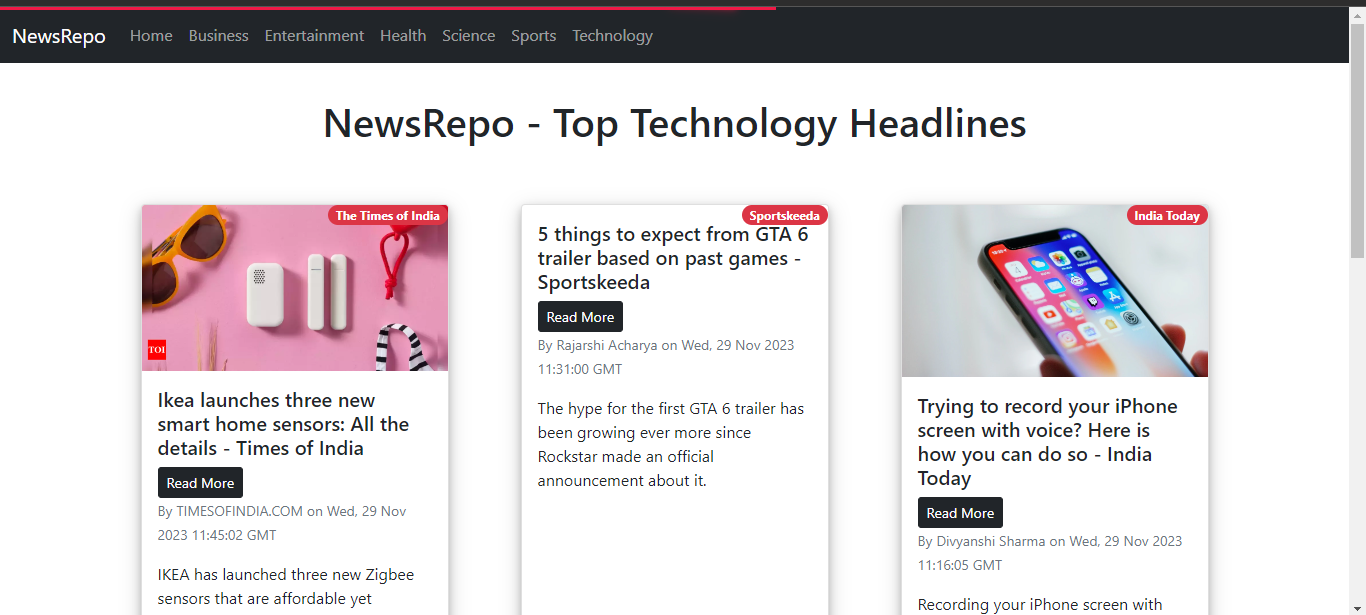 NewsRepo Home Business Entertainment Health Science Sports Technology
NewsRepo - Top Technology Headlines
The Times of India
TOI
Ikea launches three new
smart home sensors: All the
details - Times of India
Read More
By TIMESOFINDIA.COM on Wed, 29 Nov
2023 11:45:02 GMT
IKEA has launched three new Zigbee
sensors that are affordable yet
Sportskeeda
5 things to expect from GTA 6
trailer based on past games -
Sportskeeda
Read More
By Rajarshi Acharya on Wed, 29 Nov 2023
11:31:00 GMT
The hype for the first GTA 6 trailer has
been growing ever more since
Rockstar made an official
announcement about it.
India Today
Trying to record your iPhone
screen with voice? Here is
how you can do so - India
Today
Read More
By Divyanshi Sharma on Wed, 29 Nov 2023
11:16:05 GMT
Recording your iPhone screen with